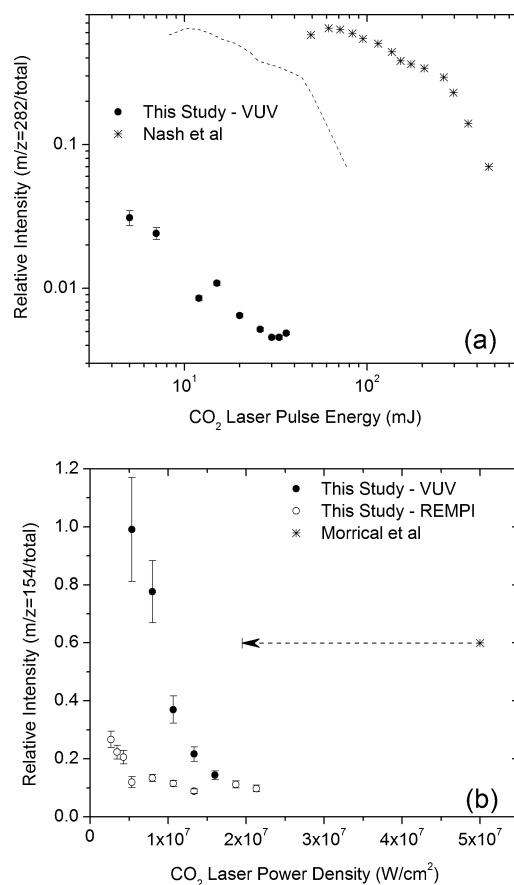 Relative Intensity (m/z=282/total)
0.1
0.01
This Study - VUV
Nash et al
(a)
10¹
10²
CO₂ Laser Pulse Energy (mJ)
Relative Intensity (m/z=154/total)
1.2
1.0
0.8
0.6
0.4
0.2
0.0
This Study - VUV
This Study - REMPI
Morrical et al
(b)
0
1x10⁷
2x10⁷
3x10⁷
4x10⁷
5x10⁷
CO₂ Laser Power Density (W/cm²)